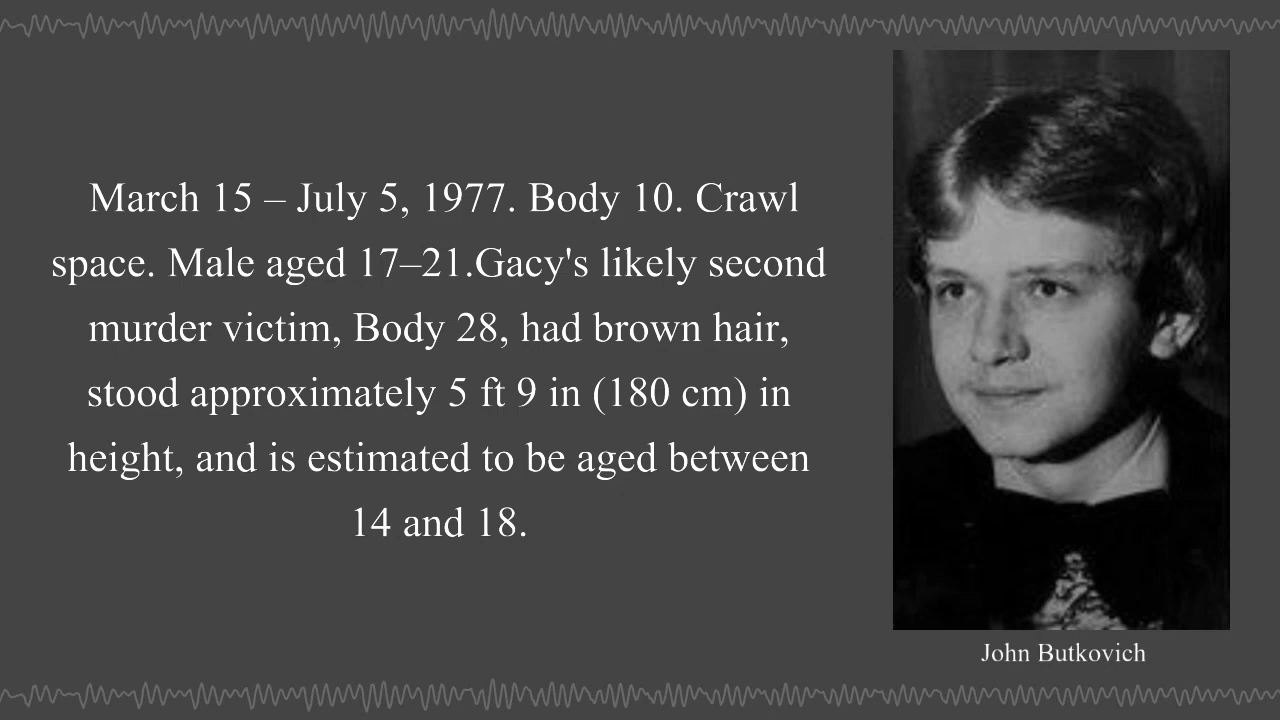 March 15 – July 5, 1977. Body 10. Crawl
space. Male aged 17–21.Gacy's likely second
murder victim, Body 28, had brown hair,
stood approximately 5 ft 9 in (180 cm) in
height, and is estimated to be aged between
14 and 18.
John Butkovich